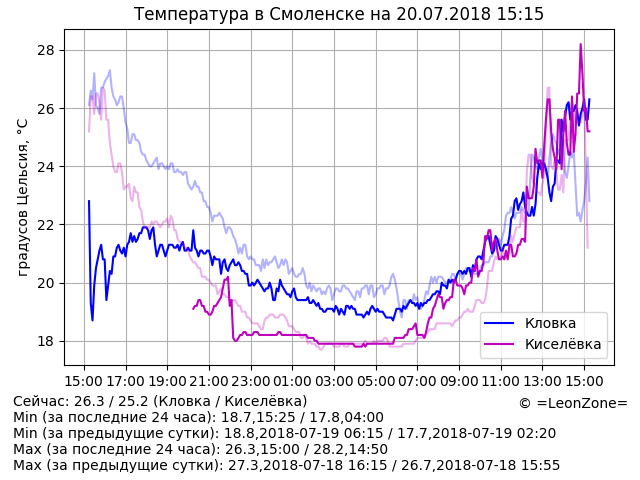 Температура в Смоленске на 20.07.2018 15:15
градусов Цельсия, °C
28
26
24
22
20
18
15:00 17:00 19:00 21:00 23:00 01:00 03:00 05:00 07:00 09:00 11:00 13:00 15:00
Кловка
Киселёвка
© =LeonZone=
Сейчас: 26.3 / 25.2 (Кловка / Киселёвка)
Min (за последние 24 часа): 18.7,15:25 / 17.8,04:00
Min (за предыдущие сутки): 18.8,2018-07-19 06:15 / 17.7,2018-07-19 02:20
Max (за последние 24 часа): 26.3,15:00 / 28.2,14:50
Max (за предыдущие сутки): 27.3,2018-07-18 16:15 / 26.7,2018-07-18 15:55